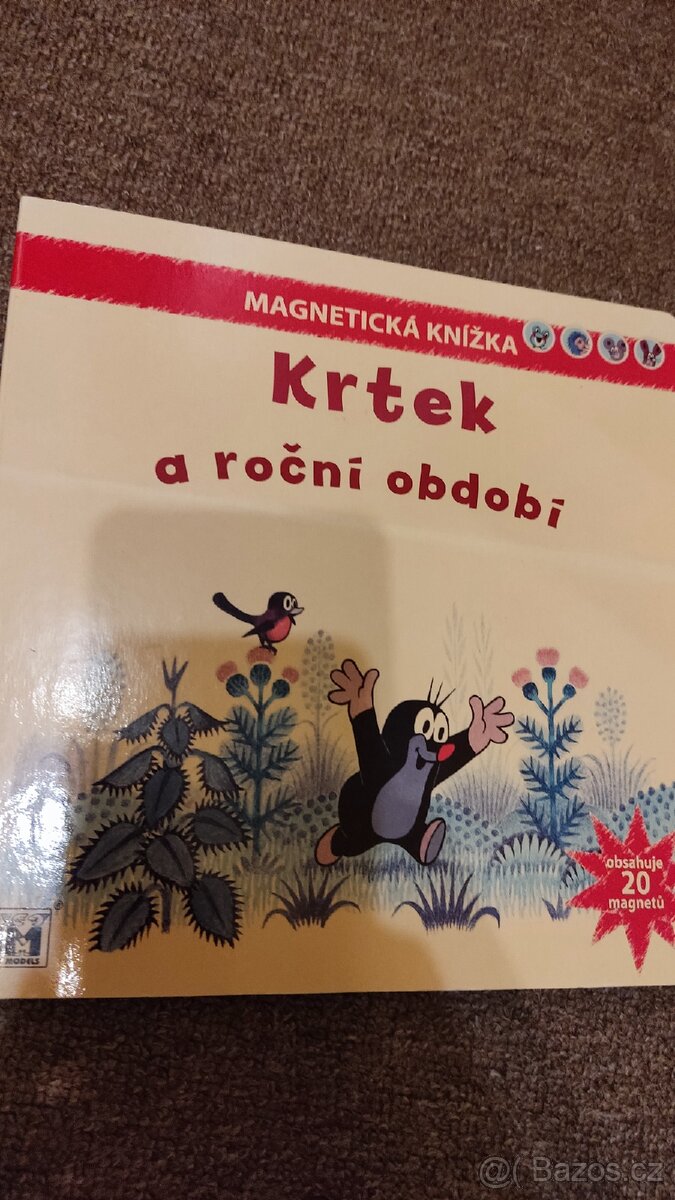 MAGNETICKÁ KNÍŽKA
Krtek
a roční období
obsahuje
20
magnetů
MODELS
@( Bazos.cz